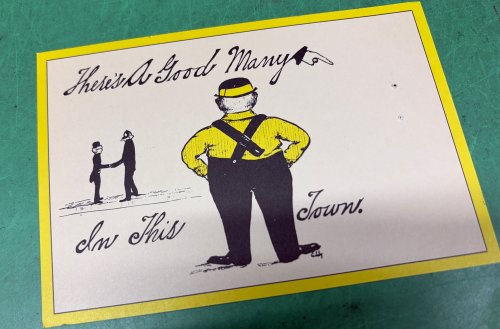 There's A Good Many
In This Town.